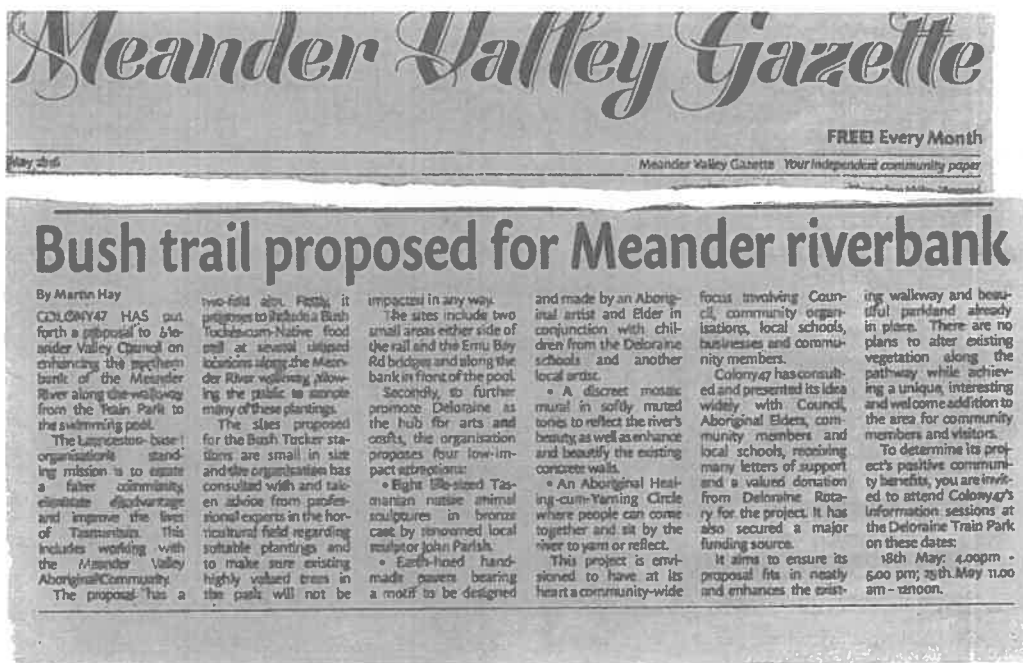 Meander Valley Gazette
FREE! Every Month
May,
Meander Valley Gazette Your independent community paper
Bush trail proposed for Meander riverbank
By Martin Hay
COLONY47 HAS put
forth a proposal to Me-
ander Valley Council on
enhancing the northern
bank of the Meander
River along the walkway
from the Train Park to
the swimming pool.
The Launceston-based
organisation's stand-
ing mission is to create
a fairer community,
eliminate disadvantage
and improve the lives
of Tasmanians. This
includes working with
the Meander Valley
Aboriginal Community.
The proposal has a
two-fold aim. Firstly, it
proposes to include a Bush
Tucker-cum-Native food
trail at several
locations along the Mean-
der River walkway, allow-
ing the public to sample
many of these plantings.
The sites proposed
for the Bush Tucker sta-
tions are small in size
and the organisation has
consulted with and tak-
en advice from profes-
sional experts in the hor-
ticultural field regarding
suitable plantings and
to make sure existing
highly valued trees in
the park will not be
impacted in any way.
The sites include two
small areas either side of
the rail and the Emu Bay
Rd bridges and along the
bank in front of the pool.
Secondly, to further
promote Deloraine as
the hub for arts and
crafts, the organisation
proposes four low-im-
pact attractions:
• Eight life-sized Tas-
manian native animal
sculptures in bronze
cast by renowned local
sculptor John Parish.
• Earth-hued hand-
made pavers bearing
a motif to be designed
and made by an Aborig-
inal artist and Elder in
conjunction with chil-
dren from the Deloraine
schools and another
local artist.
• A discreet mosaic
mural in softly muted
tones to reflect the river's
beauty, as well as enhance
and beautify the existing
concrete walls.
• An Aboriginal Heal-
ing-cum-Yarning Circle
where people can come
together and sit by the
river to yarn or reflect.
This project is envi-
sioned to have at its
heart a community-wide
focus involving Coun-
cil, community organ-
isations, local schools,
businesses and commu-
nity members.
Colony47 has consult-
ed and presented its idea
widely with Council,
Aboriginal Elders, com-
munity members and
local schools, receiving
many letters of support
and a valued donation
from Deloraine Rota-
ry for the project. It has
also secured a major
funding source.
It aims to ensure its
proposal fits in neatly
and enhances the exist-
ing walkway and beau-
tiful parkland already
in place. There are no
plans to alter existing
vegetation along the
pathway while achiev-
ing a unique, interesting
and welcome addition to
the area for community
members and visitors.
To determine its proj-
ect's positive communi-
ty benefits, you are invit-
ed to attend Colony47's
information sessions at
the Deloraine Train Park
on these dates:
18th May: 4.00pm -
5.00 pm; 25th May 11.00
am - 12noon.